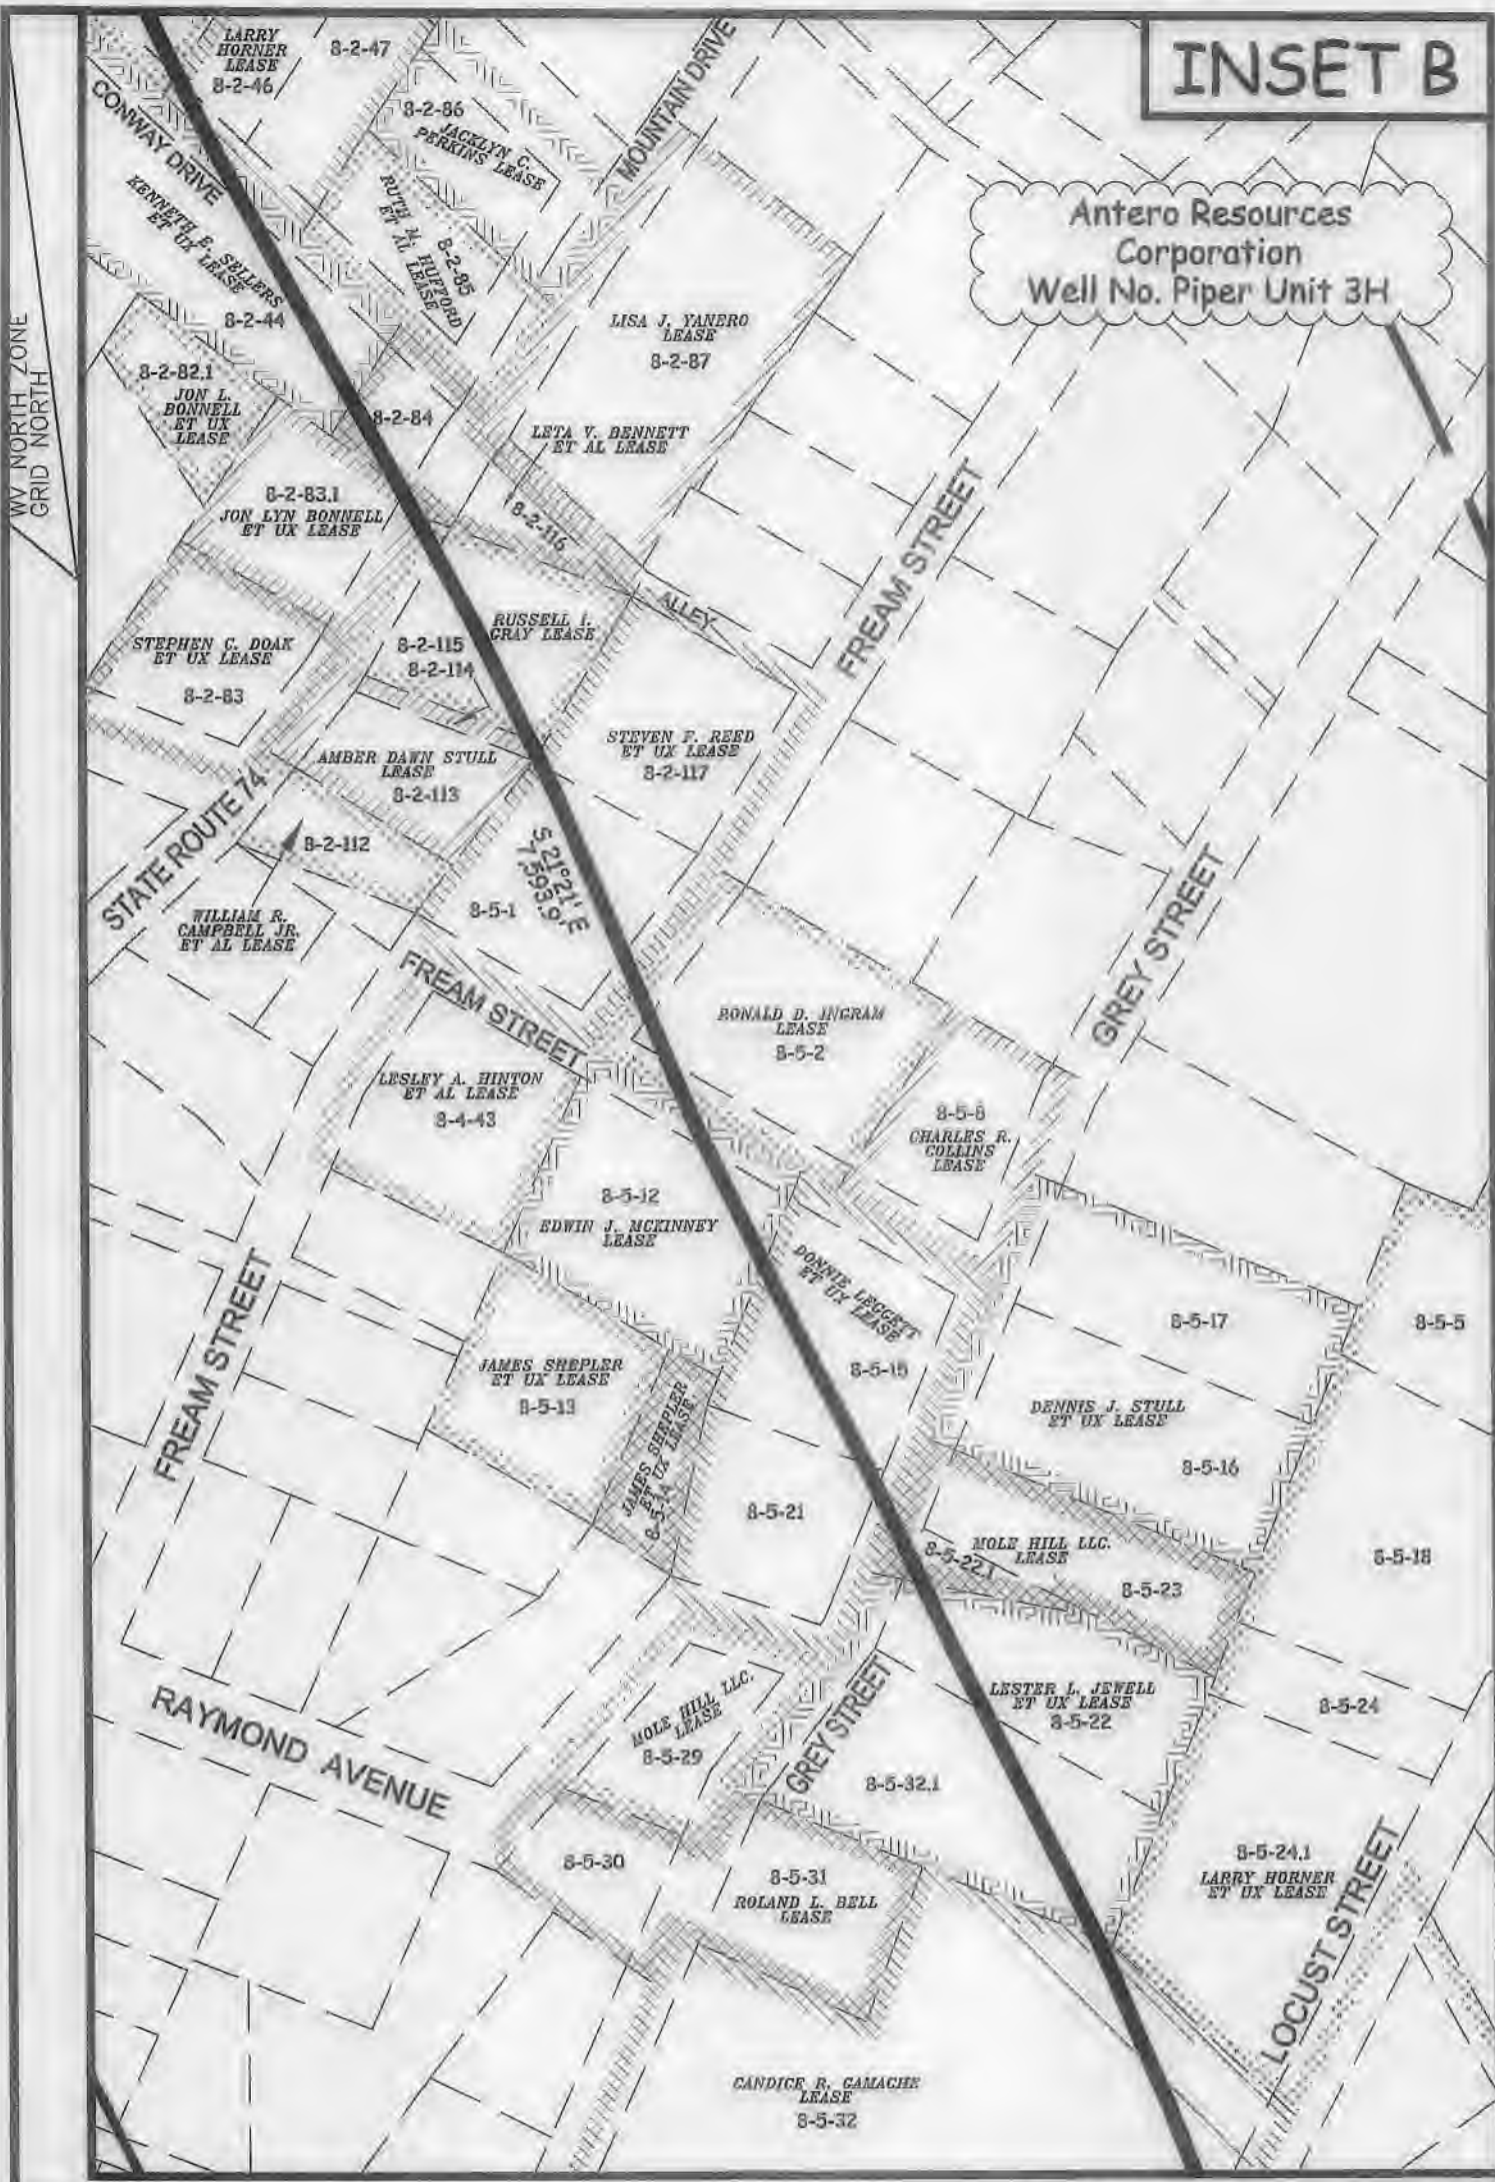 INSET B
Antero Resources
Corporation
Well No. Piper Unit 3H
WV NORTH ZONE
GRID NORTH
LARRY
HORNER
LEASE
8-2-46
8-2-47
CONWAY DRIVE
8-2-86
JACKLYN C.
PERKINS LEASE
MOUNTAIN DRIVE
KENNETH E. SELLERS
ET UX LEASE
8-2-44
RUTH M. HUFFORD
ET AL LEASE
8-2-85
LISA J. YANERO
LEASE
8-2-87
8-2-82.1
JON L.
BONNELL
ET UX
LEASE
8-2-84
LETA V. BENNETT
ET AL LEASE
8-2-83.1
JON LYN BONNELL
ET UX LEASE
8-2-116
ALLEY
FREAM STREET
STEPHEN C. DOAK
ET UX LEASE
8-2-83
8-2-115
8-2-114
RUSSELL I.
GRAY LEASE
AMBER DAWN STULL
LEASE
8-2-113
STEVEN F. REED
ET UX LEASE
8-2-117
STATE ROUTE 74
8-2-112
WILLIAM R.
CAMPBELL JR.
ET AL LEASE
8-5-1
S 21°21' E
7,593.9'
GREY STREET
FREAM STREET
RONALD D. INGRAM
LEASE
8-5-2
LESLEY A. HINTON
ET AL LEASE
8-4-43
8-5-8
CHARLES R.
COLLINS
LEASE
8-5-12
EDWIN J. MCKINNEY
LEASE
DONNIE LEGGETT
ET UX LEASE
8-5-15
8-5-17
8-5-5
FREAM STREET
JAMES SHEPLER
ET UX LEASE
8-5-13
JAMES SHEPLER
ET UX LEASE
8-5-14
DENNIS J. STULL
ET UX LEASE
8-5-16
8-5-21
8-5-22.1
MOLE HILL LLC.
LEASE
8-5-23
8-5-18
RAYMOND AVENUE
MOLE HILL LLC.
LEASE
8-5-29
GREY STREET
LESTER L. JEWELL
ET UX LEASE
8-5-22
8-5-24
8-5-32.1
8-5-30
8-5-31
ROLAND L. BELL
LEASE
8-5-24.1
LARRY HORNER
ET UX LEASE
LOCUST STREET
CANDICE R. GAMACHE
LEASE
8-5-32